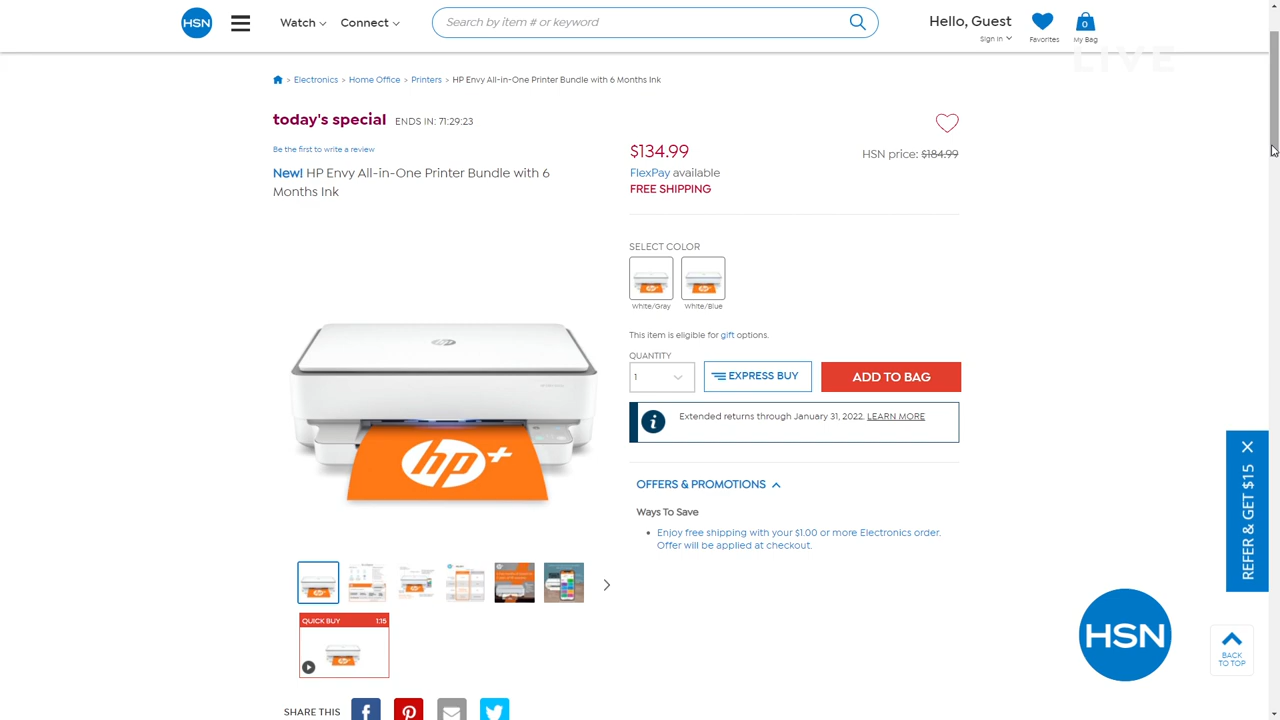 HSN
Watch
Connect
Search by item # or keyword
Hello, Guest
Sign In
Favorites
0
My Bag
LIVE
> Electronics > Home Office > Printers > HP Envy All-in-One Printer Bundle with 6 Months Ink
today's special ENDS IN: 71:29:23
Be the first to write a review
New! HP Envy All-in-One Printer Bundle with 6
Months Ink
$134.99
HSN price: $184.99
FlexPay available
FREE SHIPPING
SELECT COLOR
White/Gray
White/Blue
This item is eligible for gift options.
QUANTITY
1
EXPRESS BUY
ADD TO BAG
Extended returns through January 31, 2022. LEARN MORE
OFFERS & PROMOTIONS
Ways To Save
• Enjoy free shipping with your $1.00 or more Electronics order.
Offer will be applied at checkout.
hp
hp+
QUICK BUY 1:15
hp
SHARE THIS
REFER & GET $15
HSN
BACK
TO TOP